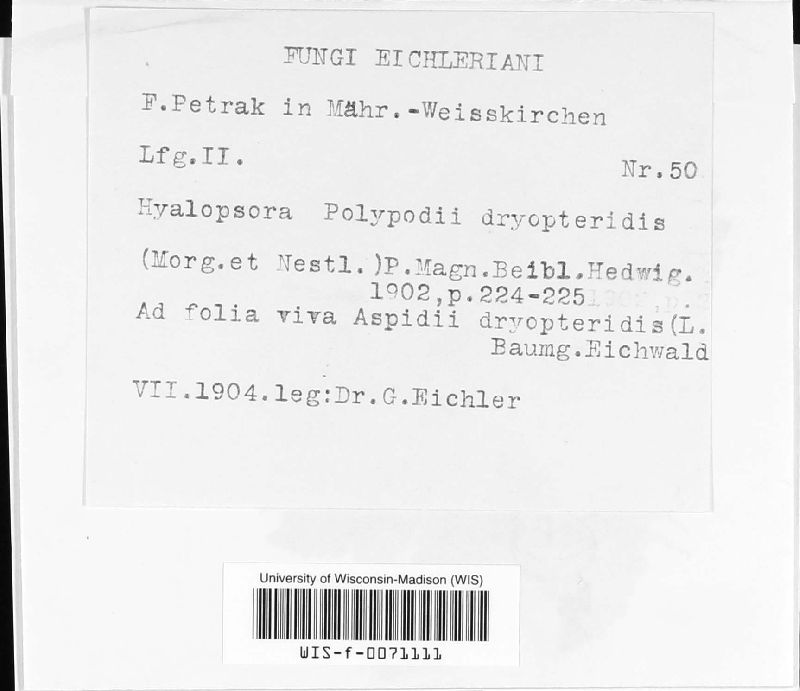 FUNGI EICHLERIANI
F.Petrak in Mähr.-Weisskirchen
Lfg.II.
Nr.50
Hyalopsora Polypodii dryopteridis
(Morg.et Nestl.)P.Magn.Beibl.Hedwig.
1902,p.224-225
Ad folia viva Aspidii dryopteridis(L.
Baumg.Eichwald
VII.1904.leg:Dr.G.Eichler
University of Wisconsin-Madison (WIS)
WIS-f-0071111